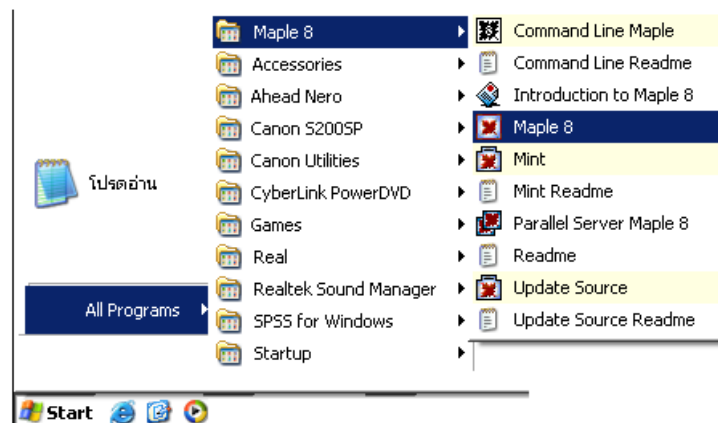 โปรดอ่าน
All Programs
Start
Maple 8
Accessories
Ahead Nero
Canon S200SP
Canon Utilities
CyberLink PowerDVD
Games
Real
Realtek Sound Manager
SPSS for Windows
Startup
Command Line Maple
Command Line Readme
Introduction to Maple 8
Maple 8
Mint
Mint Readme
Parallel Server Maple 8
Readme
Update Source
Update Source Readme